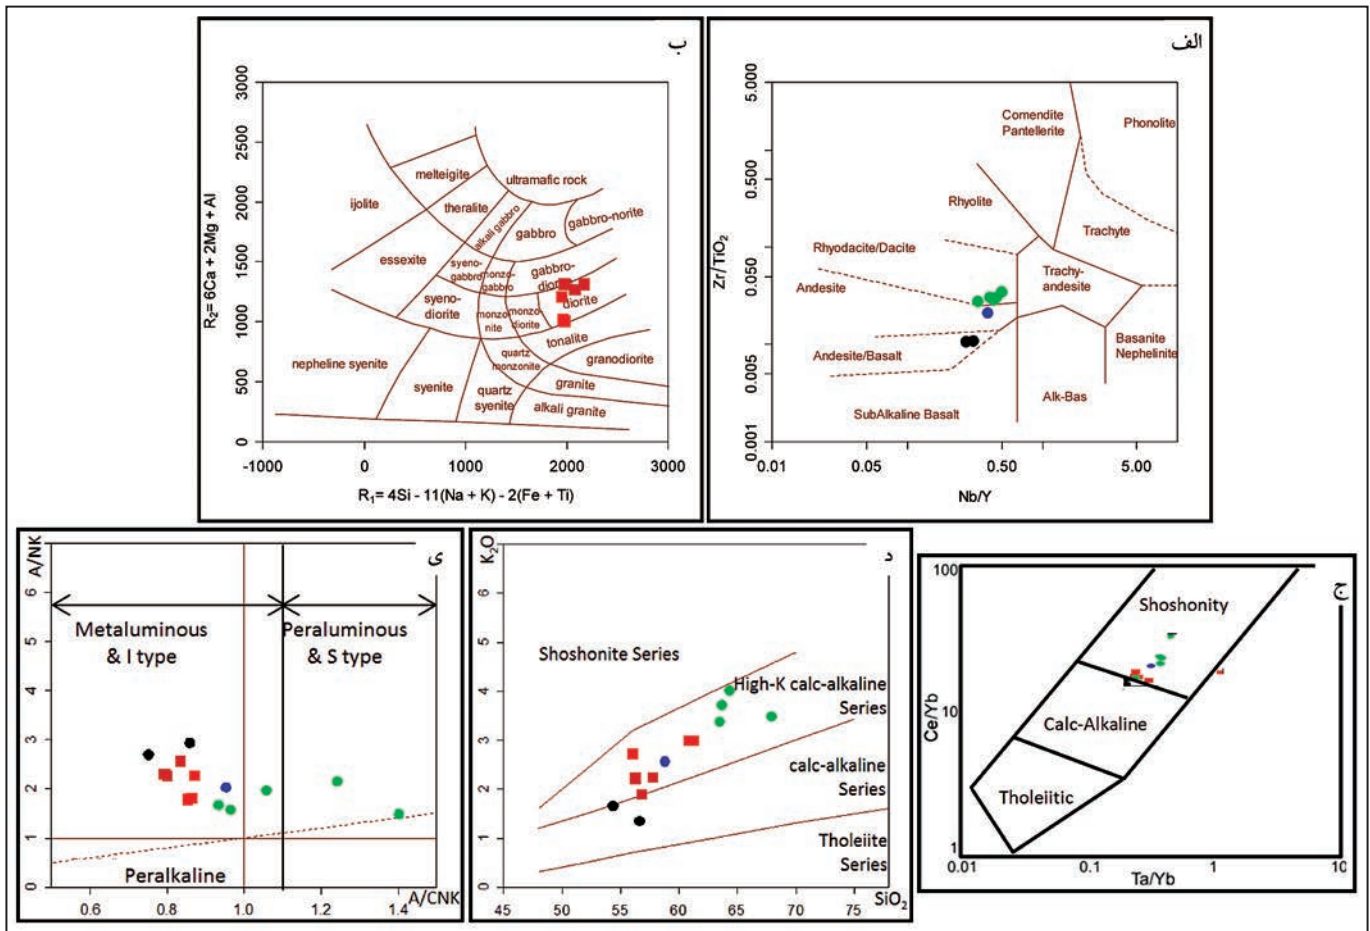 ب
3000
2500
2000
1500
1000
500
0
R₂= 6Ca + 2Mg + Al
melteigite
ultramafic rock
ijolite
theralite
alkali gabbro
gabbro
gabbro-norite
essexite
syeno-
gabbro
monzo-
gabbro
gabbro-
diorite
syeno-
diorite
monzo
nite
monzo-
diorite
diorite
tonalite
nepheline syenite
quartz
monzonite
granodiorite
syenite
quartz
syenite
granite
alkali granite
-1000
0
1000
2000
3000
R₁= 4Si - 11(Na + K) - 2(Fe + Ti)
الف
5.000
0.500
0.050
0.005
0.001
Zr/TiO₂
Comendite
Pantellerite
Phonolite
Rhyolite
Rhyodacite/Dacite
Trachyte
Andesite
Trachy-
andesite
Andesite/Basalt
Basanite
Nephelinite
SubAlkaline Basalt
Alk-Bas
0.01
0.05
0.50
5.00
Nb/Y
ی
A/NK
6
5
4
3
2
1
0
Metaluminous
& I type
Peraluminous
& S type
Peralkaline
0.6
0.8
1.0
1.2
1.4
A/CNK
د
K₂O
6
5
4
3
2
1
0
Shoshonite Series
High-K calc-alkaline
Series
calc-alkaline
Series
Tholeiite
Series
45
50
55
60
65
70
75
SiO₂
ج
100
10
1
Ce/Yb
Shoshonity
Calc-Alkaline
Tholeiitic
0.01
0.1
1
10
Ta/Yb